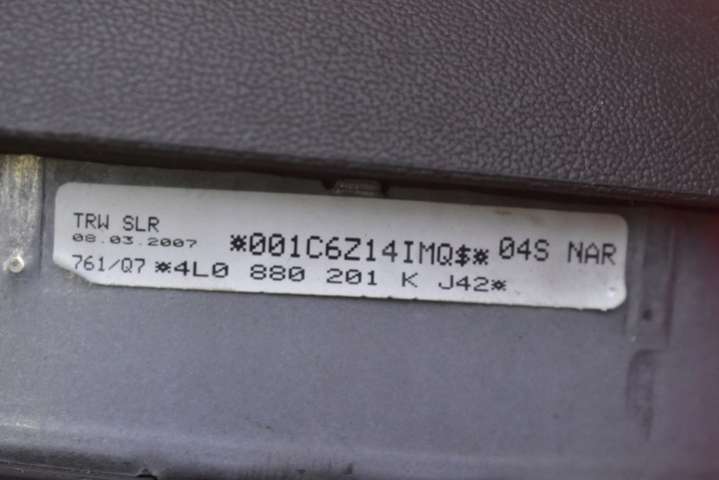 TRW SLR
08.03.2007 *001C6Z14IMQ$* 04S NAR
761/Q7 *4L0 880 201 K J42*